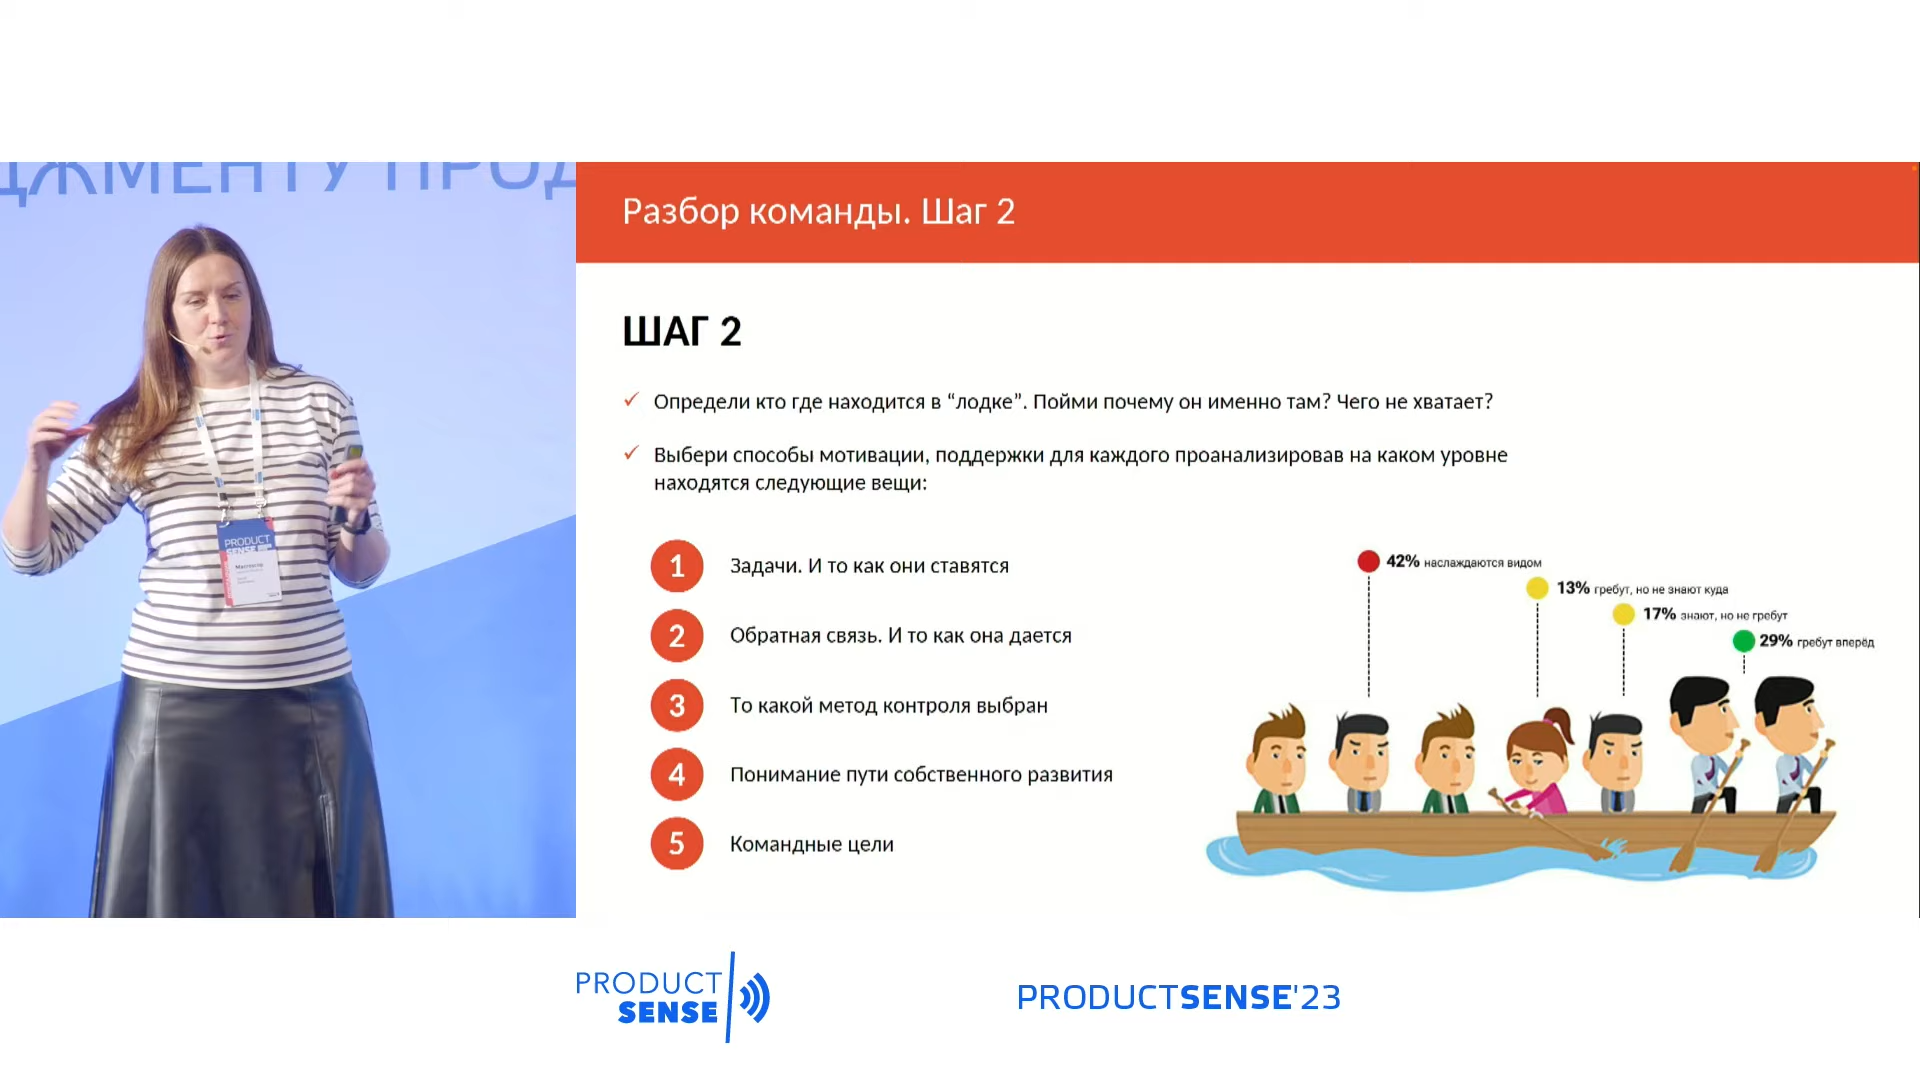 ДЖМЕНТУ ПРОД
PRODUCT
SENSE
Разбор команды. Шаг 2
ШАГ 2
✓ Определи кто где находится в “лодке”. Пойми почему он именно там? Чего не хватает?
✓ Выбери способы мотивации, поддержки для каждого проанализировав на каком уровне
находятся следующие вещи:
1 Задачи. И то как они ставятся
2 Обратная связь. И то как она дается
3 То какой метод контроля выбран
4 Понимание пути собственного развития
5 Командные цели
42% наслаждаются видом
13% гребут, но не знают куда
17% знают, но не гребут
29% гребут вперёд
PRODUCT
SENSE
PRODUCTSENSE'23